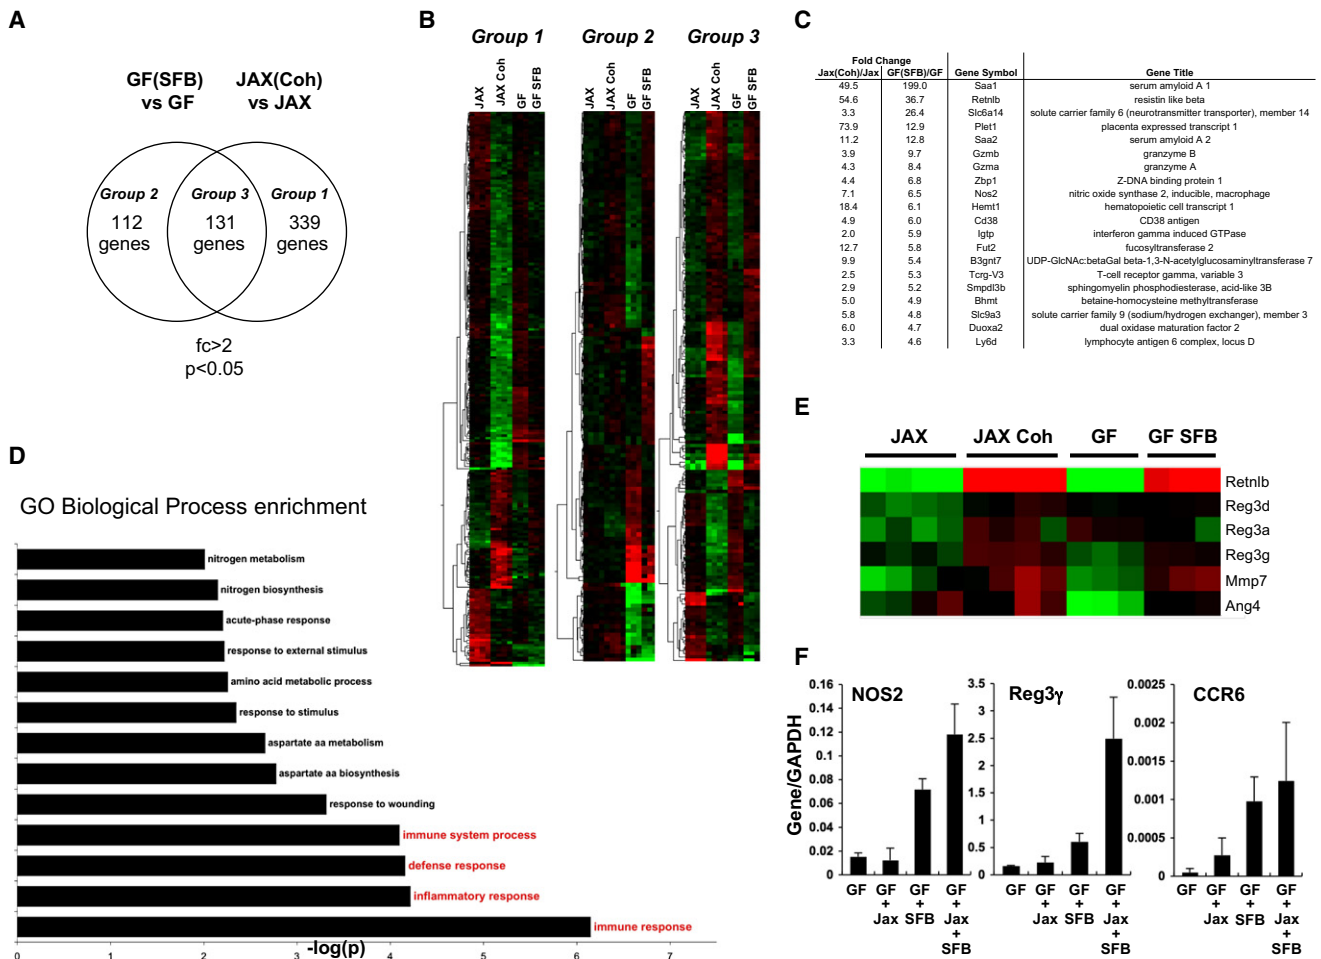 A
GF(SFB)
vs GF
JAX(Coh)
vs JAX
Group 2
112
genes
Group 3
131
genes
Group 1
339
genes
fc>2
p<0.05
B
Group 1
JAX
JAX Coh
GF
GF SFB
Group 2
JAX
JAX Coh
GF
GF SFB
Group 3
JAX
JAX Coh
GF
GF SFB
C
Fold Change
Jax(Coh)/Jax GF(SFB)/GF Gene Symbol Gene Title
49.5 199.0 Saa1 serum amyloid A 1
54.6 36.7 Retnlb resistin like beta
3.3 26.4 Slc6a14 solute carrier family 6 (neurotransmitter transporter), member 14
73.9 12.9 Plet1 placenta expressed transcript 1
11.2 12.8 Saa2 serum amyloid A 2
3.9 9.7 Gzmb granzyme B
4.3 8.4 Gzma granzyme A
4.4 6.8 Zbp1 Z-DNA binding protein 1
7.1 6.5 Nos2 nitric oxide synthase 2, inducible, macrophage
18.4 6.1 Hemt1 hematopoietic cell transcript 1
4.9 6.0 Cd38 CD38 antigen
2.0 5.9 Igtp interferon gamma induced GTPase
12.7 5.8 Fut2 fucosyltransferase 2
9.9 5.4 B3gnt7 UDP-GlcNAc:betaGal beta-1,3-N-acetylglucosaminyltransferase 7
2.5 5.3 Tcrg-V3 T-cell receptor gamma, variable 3
2.9 5.2 Smpdl3b sphingomyelin phosphodiesterase, acid-like 3B
5.0 4.9 Bhmt betaine-homocysteine methyltransferase
5.8 4.8 Slc9a3 solute carrier family 9 (sodium/hydrogen exchanger), member 3
6.0 4.7 Duoxa2 dual oxidase maturation factor 2
3.3 4.6 Ly6d lymphocyte antigen 6 complex, locus D
D
GO Biological Process enrichment
nitrogen metabolism
nitrogen biosynthesis
acute-phase response
response to external stimulus
amino acid metabolic process
response to stimulus
aspartate aa metabolism
aspartate aa biosynthesis
response to wounding
immune system process
defense response
inflammatory response
immune response
0 1 2 3 4 5 6 7
-log(p)
E
JAX JAX Coh GF GF SFB
Retnlb
Reg3d
Reg3a
Reg3g
Mmp7
Ang4
F
Gene/GAPDH
NOS2
0.16
0.14
0.12
0.1
0.08
0.06
0.04
0.02
0
GF
GF + Jax
GF + SFB
GF + Jax + SFB
Reg3γ
3.5
3
2.5
2
1.5
1
0.5
0
GF
GF + Jax
GF + SFB
GF + Jax + SFB
CCR6
0.0025
0.002
0.0015
0.001
0.0005
0
GF
GF + Jax
GF + SFB
GF + Jax + SFB